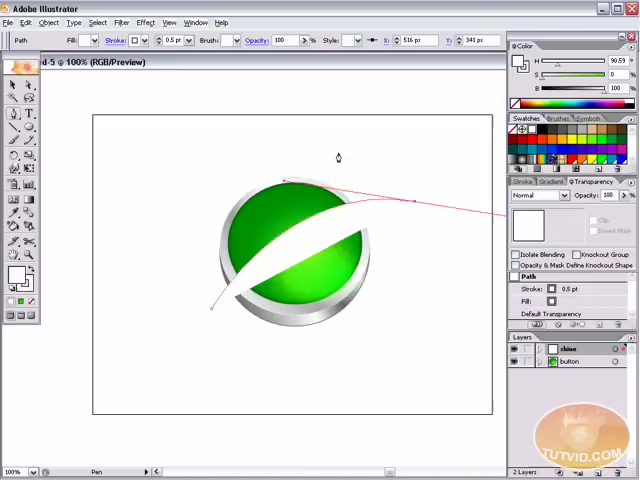 Adobe Illustrator
File Edit Object Type Select Filter Effect View Window Help
Path Fill: Stroke: 0.5 pt Brush: Opacity: 100 % Style: X: 516 px Y: 341 px
d-5 @ 100% (RGB/Preview)
Color
H 90.59
S 0 %
B 100 %
Swatches Brushes Symbols
Stroke Gradient Transparency
Normal Opacity: 100 %
Clip
Invert Mask
Isolate Blending Knockout Group
Opacity & Mask Define Knockout Shape
Path
Stroke: 0.5 pt
Fill:
Default Transparency
Layers
shine
button
TUTVID.COM
2 Layers
100% Pen